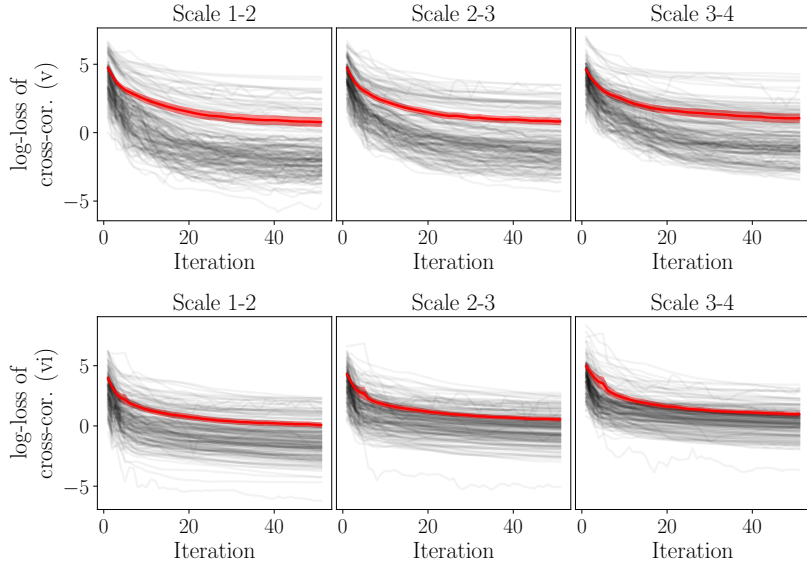 Scale 1-2
Scale 2-3
Scale 3-4
log-loss of
cross-cor. (v)
5
0
−5
0
20
40
0
20
40
0
20
40
Iteration
Iteration
Iteration
Scale 1-2
Scale 2-3
Scale 3-4
log-loss of
cross-cor. (vi)
5
0
−5
0
20
40
0
20
40
0
20
40
Iteration
Iteration
Iteration